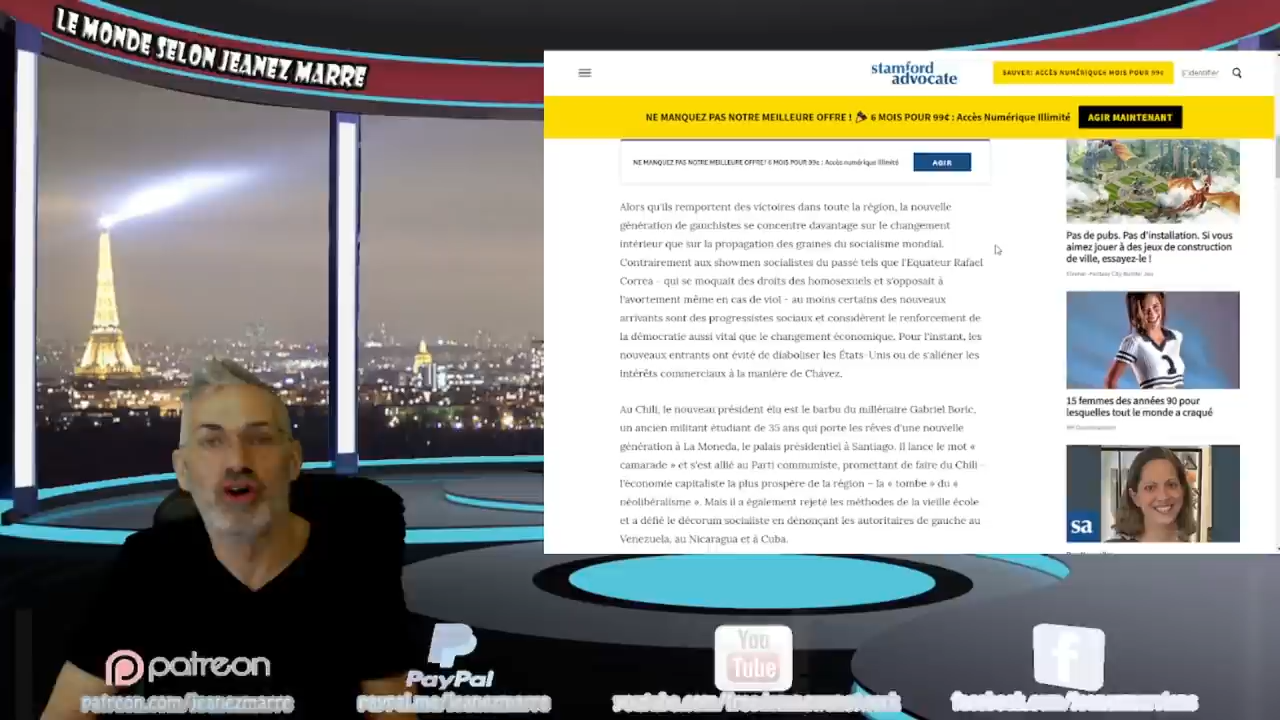 LE MONDE SELON JEANEZ MARRE
stamford
advocate
SAUVER! ACCÈS NUMÉRIQUE6 MOIS POUR 99¢
S'identifier
NE MANQUEZ PAS NOTRE MEILLEURE OFFRE ! 6 MOIS POUR 99¢ : Accès Numérique Illimité
AGIR MAINTENANT
NE MANQUEZ PAS NOTRE MEILLEURE OFFRE! 6 MOIS POUR 99¢ : Accès numérique illimité
AGIR
Alors qu'ils remportent des victoires dans toute la région, la nouvelle
génération de gauchistes se concentre davantage sur le changement
intérieur que sur la propagation des graines du socialisme mondial.
Contrairement aux showmen socialistes du passé tels que l'Equateur Rafael
Correa - qui se moquait des droits des homosexuels et s'opposait à
l'avortement même en cas de viol - au moins certains des nouveaux
arrivants sont des progressistes sociaux et considèrent le renforcement de
la démocratie aussi vital que le changement économique. Pour l'instant, les
nouveaux entrants ont évité de diaboliser les États-Unis ou de s'aliéner les
intérêts commerciaux à la manière de Chávez.
Au Chili, le nouveau président élu est le barbu du millénaire Gabriel Boric,
un ancien militant étudiant de 35 ans qui porte les rêves d'une nouvelle
génération à La Moneda, le palais présidentiel à Santiago. Il lance le mot «
camarade » et s'est allié au Parti communiste, promettant de faire du Chili -
l'économie capitaliste la plus prospère de la région - la « tombe » du «
néolibéralisme ». Mais il a également rejeté les méthodes de la vieille école
et a défié le décorum socialiste en dénonçant les autoritaires de gauche au
Venezuela, au Nicaragua et à Cuba.
Pas de pubs. Pas d'installation. Si vous
aimez jouer à des jeux de construction
de ville, essayez-le !
15 femmes des années 90 pour
lesquelles tout le monde a craqué
sa
patreon
patreon.com/jeanezmarre
PayPal
paypal.me/jeanezmarre
You
Tube
f